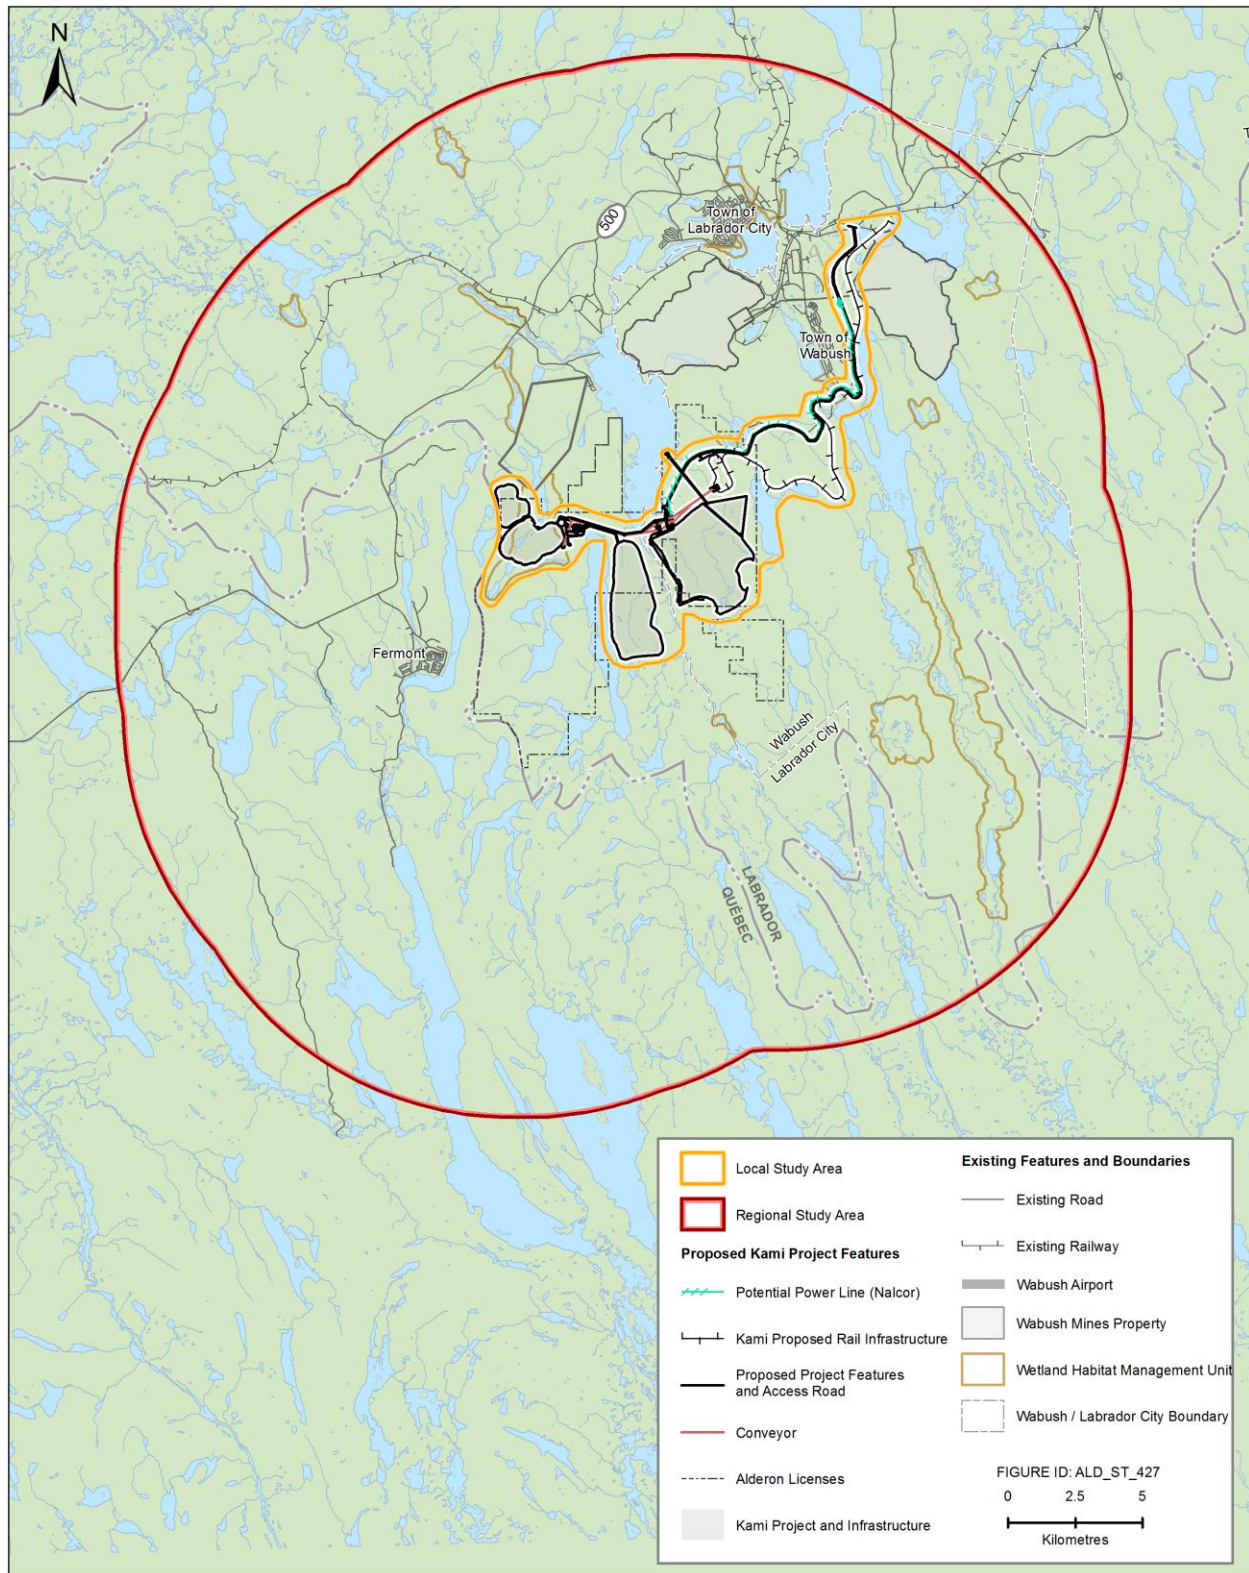 N
T
500
Town of
Labrador City
Town of
Wabush
Fermont
Wabush
Labrador City
LABRADOR
QUÉBEC
Local Study Area
Regional Study Area
Proposed Kami Project Features
Potential Power Line (Nalcor)
Kami Proposed Rail Infrastructure
Proposed Project Features
and Access Road
Conveyor
Alderon Licenses
Kami Project and Infrastructure
Existing Features and Boundaries
Existing Road
Existing Railway
Wabush Airport
Wabush Mines Property
Wetland Habitat Management Unit
Wabush / Labrador City Boundary
FIGURE ID: ALD_ST_427
0 2.5 5
Kilometres